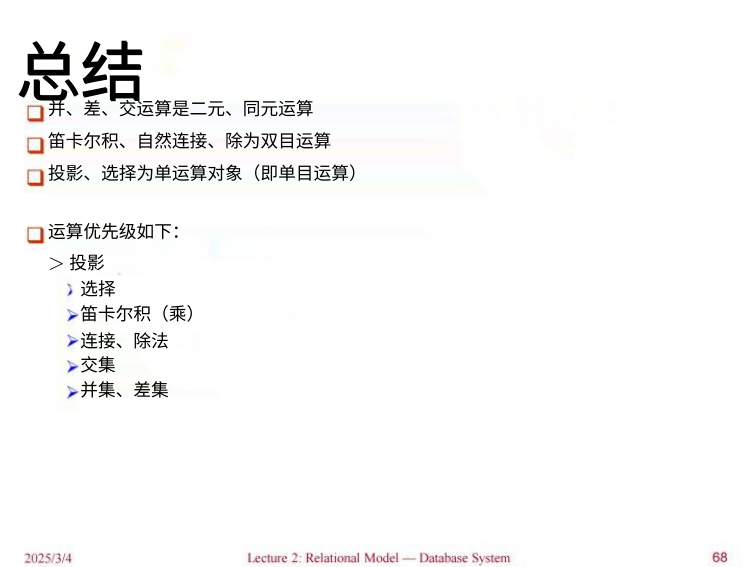 总结
并、差、交运算是二元、同元运算
笛卡尔积、自然连接、除为双目运算
投影、选择为单运算对象（即单目运算）
运算优先级如下：
＞ 投影
选择
笛卡尔积（乘）
连接、除法
交集
并集、差集
2025/3/4
Lecture 2: Relational Model — Database System
68